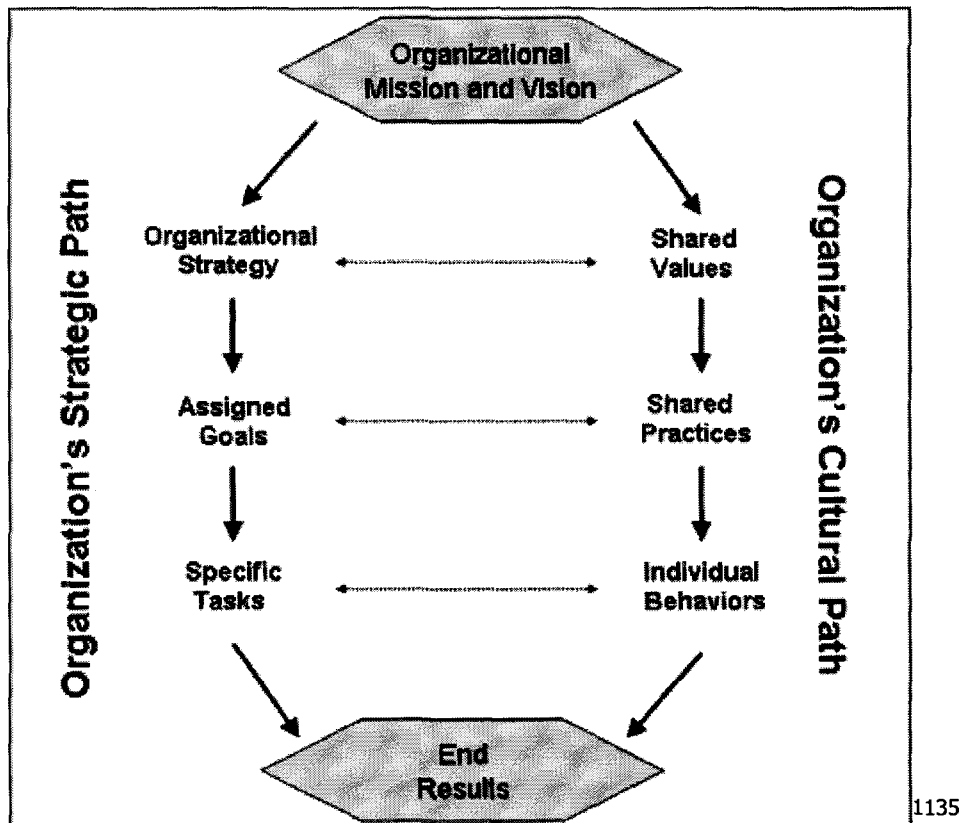 Organizational
Mission and Vision
Organization's Strategic Path
Organizational
Strategy
Shared
Values
Organization's Cultural Path
Assigned
Goals
Shared
Practices
Specific
Tasks
Individual
Behaviors
End
Results
1135